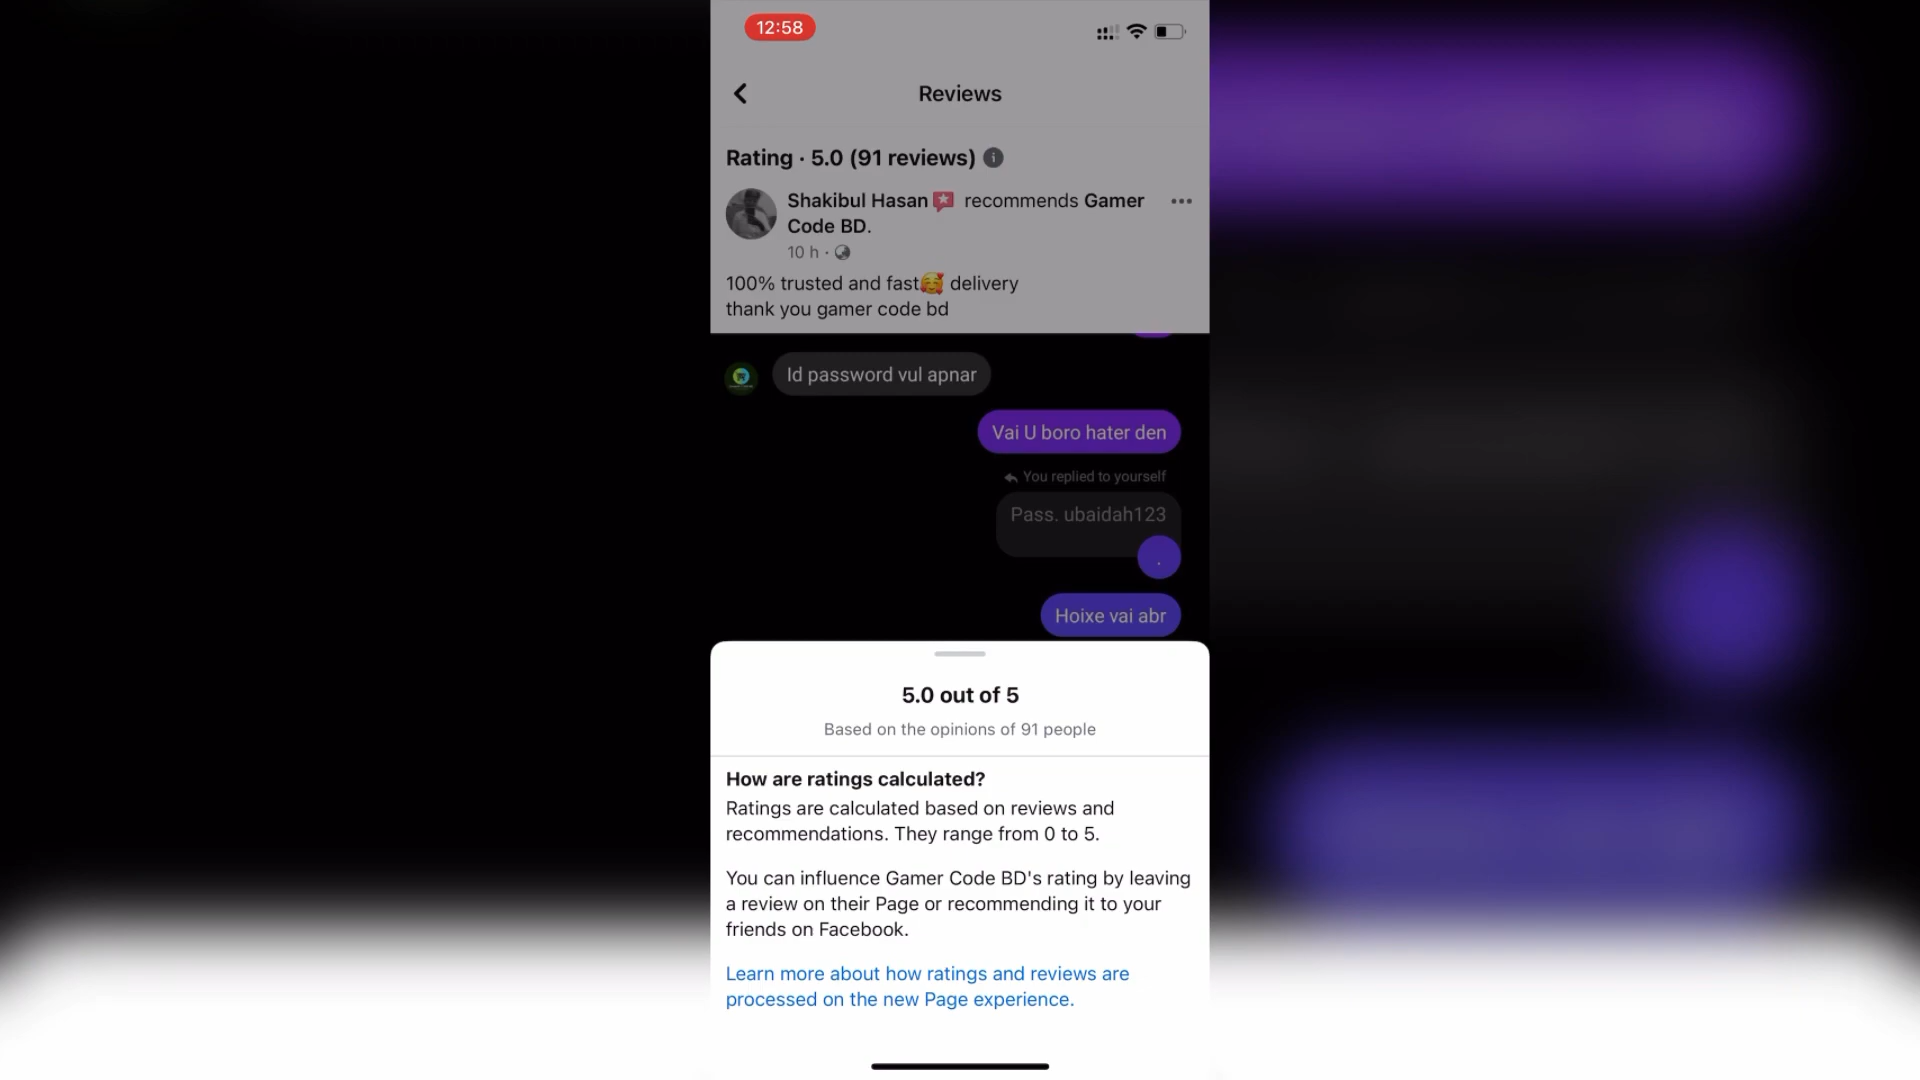 12:58
Reviews
Rating · 5.0 (91 reviews)
Shakibul Hasan recommends Gamer
Code BD.
10 h ·
100% trusted and fast🥰 delivery
thank you gamer code bd
Id password vul apnar
Vai U boro hater den
You replied to yourself
Pass. ubaidah123
.
Hoixe vai abr
5.0 out of 5
Based on the opinions of 91 people
How are ratings calculated?
Ratings are calculated based on reviews and
recommendations. They range from 0 to 5.
You can influence Gamer Code BD's rating by leaving
a review on their Page or recommending it to your
friends on Facebook.
Learn more about how ratings and reviews are
processed on the new Page experience.